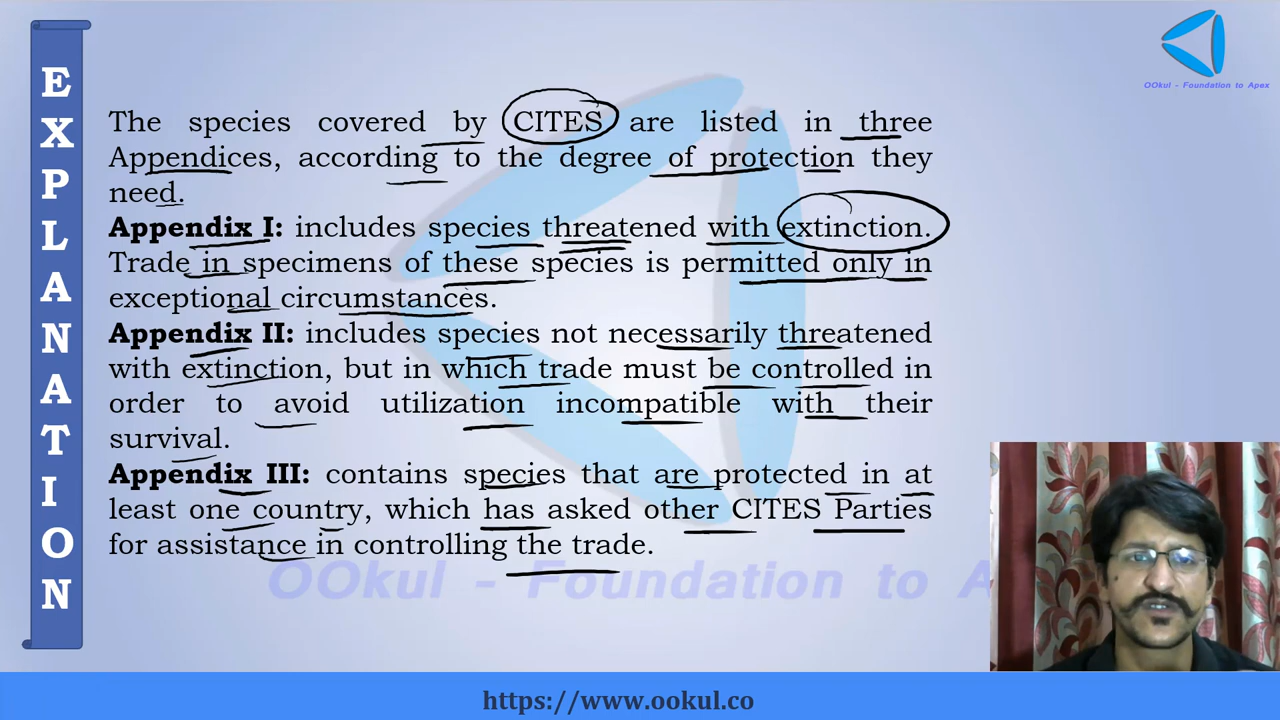 EXPLANATION
OOkul - Foundation to Apex
The species covered by CITES are listed in three
Appendices, according to the degree of protection they
need.
Appendix I: includes species threatened with extinction.
Trade in specimens of these species is permitted only in
exceptional circumstances.
Appendix II: includes species not necessarily threatened
with extinction, but in which trade must be controlled in
order to avoid utilization incompatible with their
survival.
Appendix III: contains species that are protected in at
least one country, which has asked other CITES Parties
for assistance in controlling the trade.
OOkul - Foundation to A
https://www.ookul.co